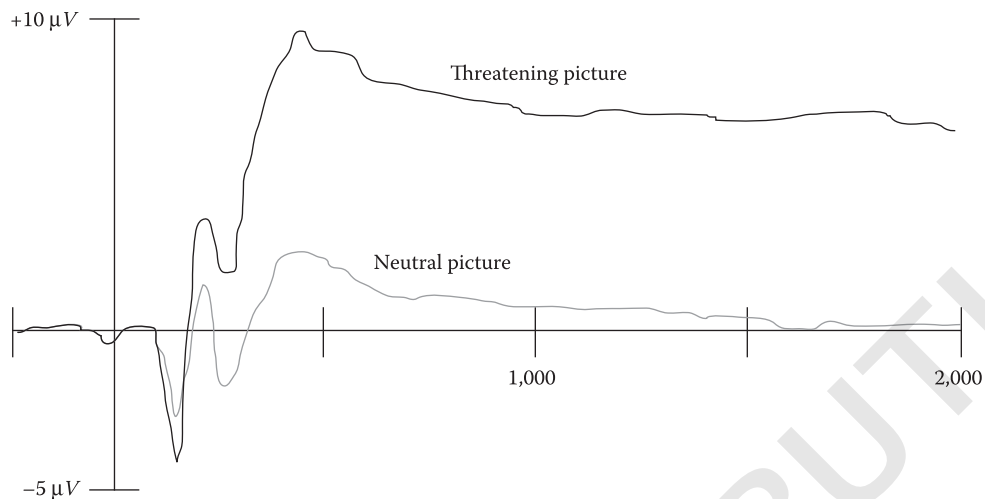 +10 μV
Threatening picture
Neutral picture
1,000
2,000
−5 μV